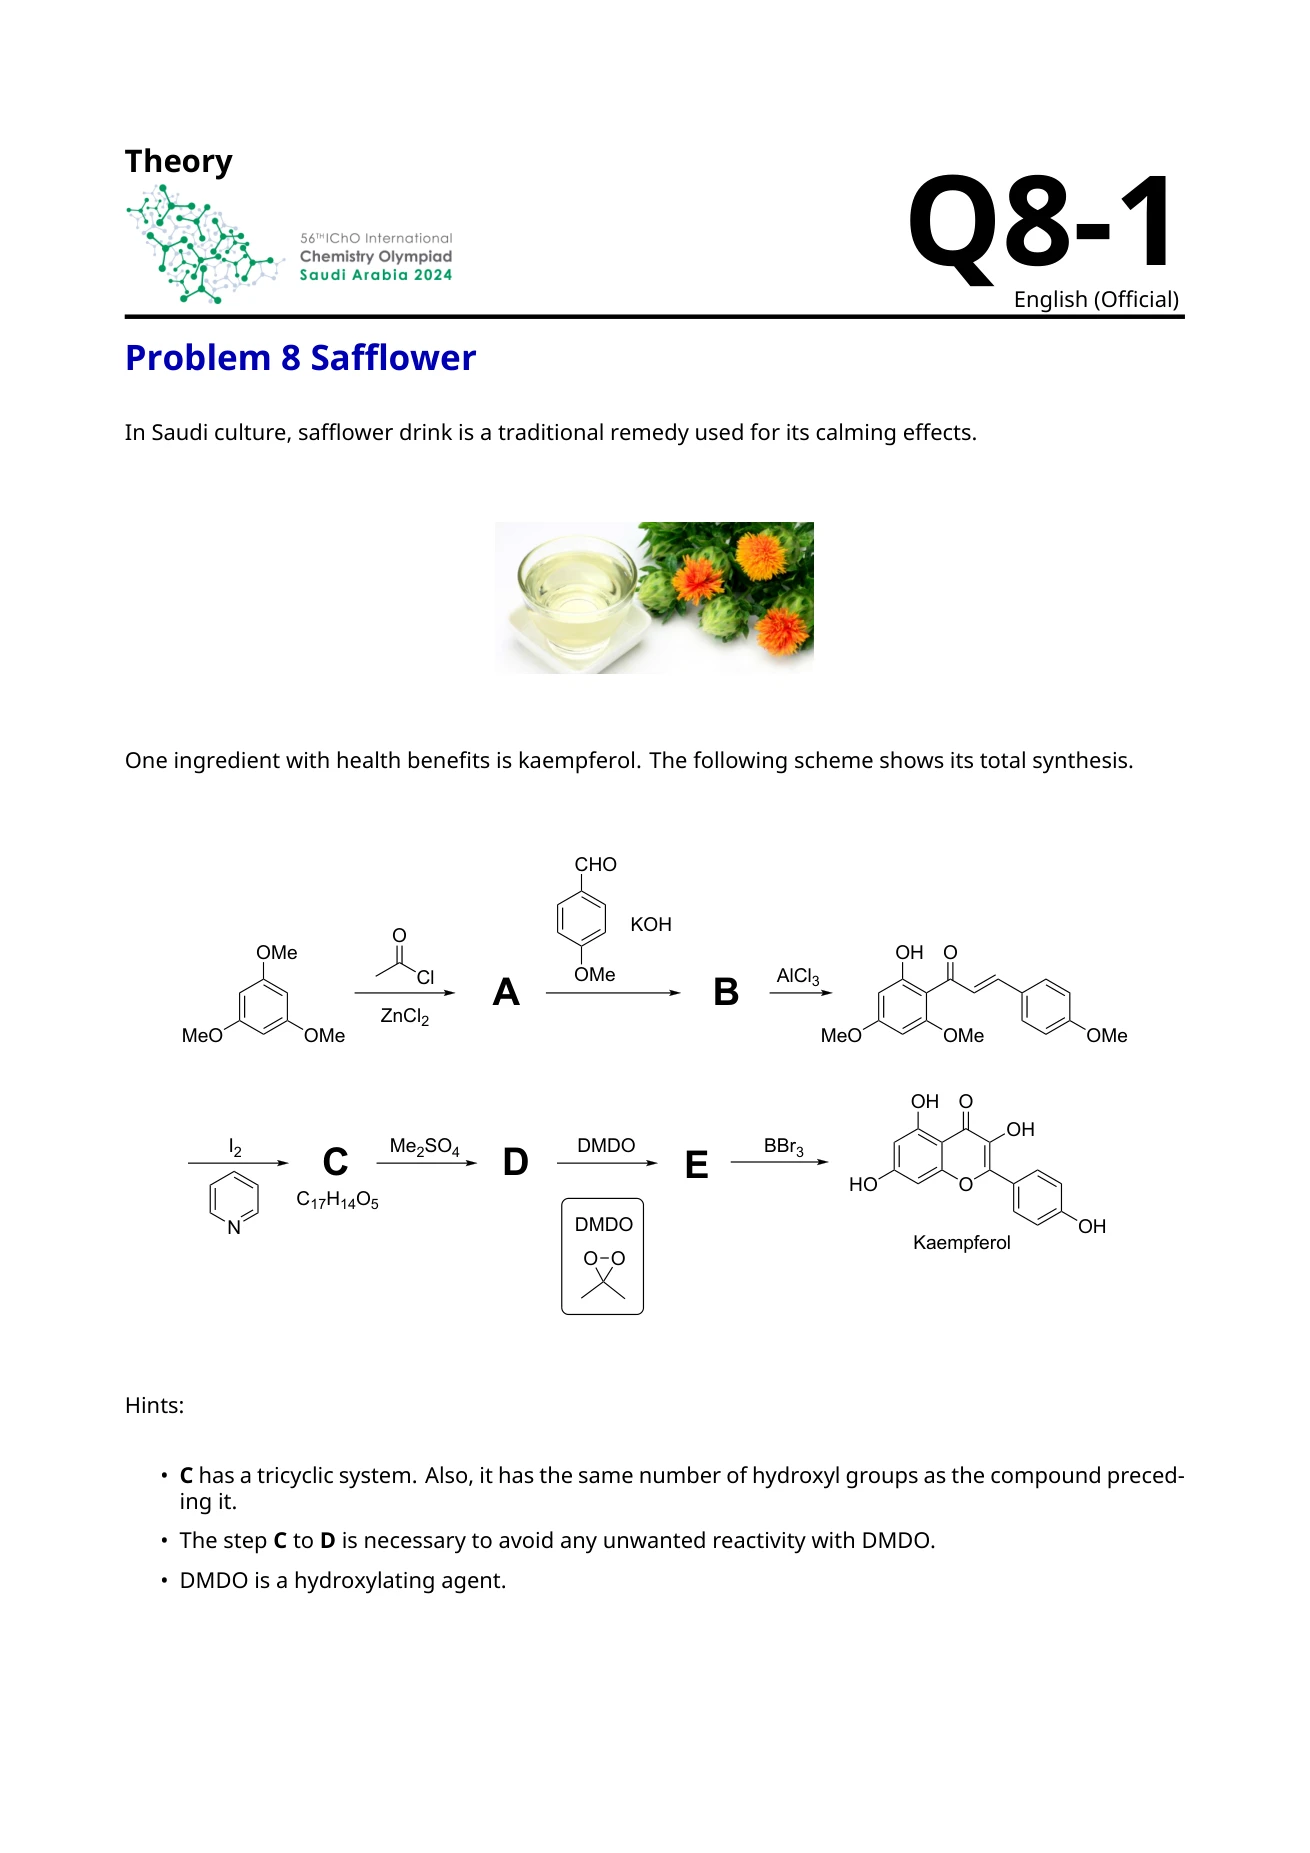 Theory
56THIChO International
Chemistry Olympiad
Saudi Arabia 2024
Q8-1
English (Official)
Problem 8 Safflower
In Saudi culture, safflower drink is a traditional remedy used for its calming effects.
One ingredient with health benefits is kaempferol. The following scheme shows its total synthesis.
CHO
KOH
OMe
OMe
MeO
OMe
O
Cl
ZnCl2
A
B
AlCl3
OH
O
MeO
OMe
OMe
I2
N
C
C17H14O5
Me2SO4
D
DMDO
DMDO
O-O
E
BBr3
OH
O
OH
HO
O
OH
Kaempferol
Hints:
• C has a tricyclic system. Also, it has the same number of hydroxyl groups as the compound preced-
ing it.
• The step C to D is necessary to avoid any unwanted reactivity with DMDO.
• DMDO is a hydroxylating agent.